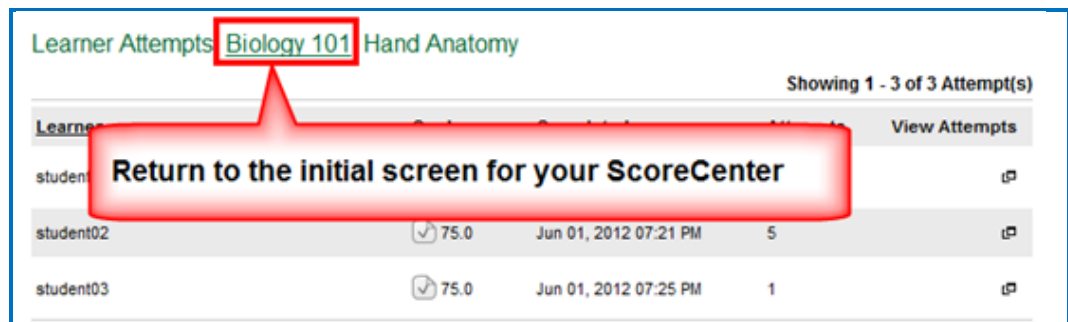 Learner Attempts Biology 101 Hand Anatomy
Showing 1 - 3 of 3 Attempt(s)
View Attempts
Return to the initial screen for your ScoreCenter
student02 75.0 Jun 01, 2012 07:21 PM 5
student03 75.0 Jun 01, 2012 07:25 PM 1